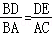 BD/BA = DE/AC